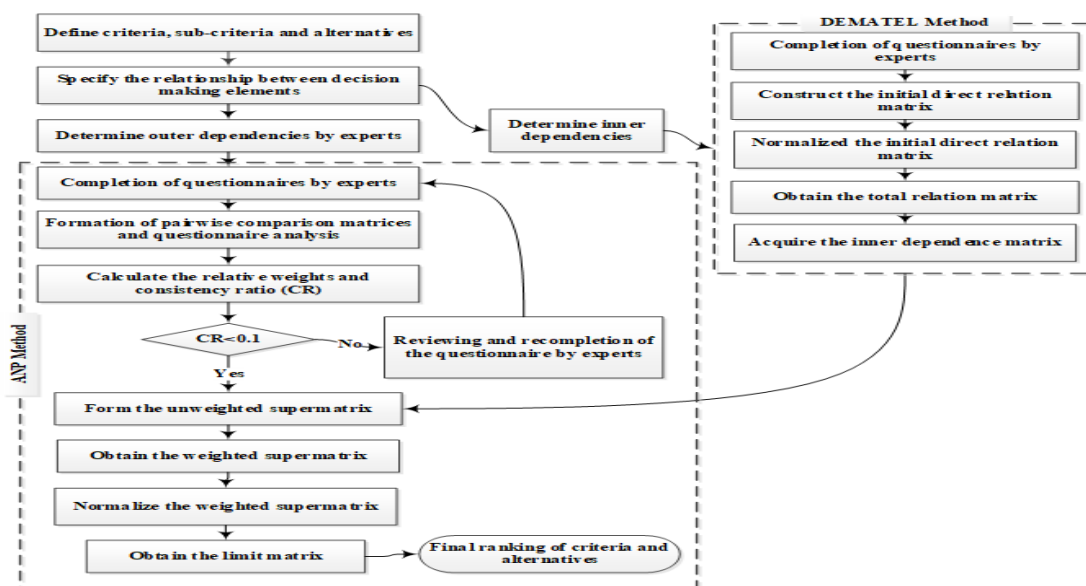 Define criteria, sub-criteria and alternatives
Specify the relationship between decision
making elements
Determine outer dependencies by experts
Determine inner
dependencies
DEMATEL Method
Completion of questionnaires by
experts
Construct the initial direct relation
matrix
Normalized the initial direct relation
matrix
Obtain the total relation matrix
Acquire the inner dependence matrix
ANP Method
Completion of questionnaires by experts
Formation of pairwise comparison matrices
and questionnaire analysis
Calculate the relative weights and
consistency ratio (CR)
CR<0.1
No
Reviewing and recompletion of
the questionnaire by experts
Yes
Form the unweighted supermatrix
Obtain the weighted supermatrix
Normalize the weighted supermatrix
Obtain the limit matrix
Final ranking of criteria and
alternatives